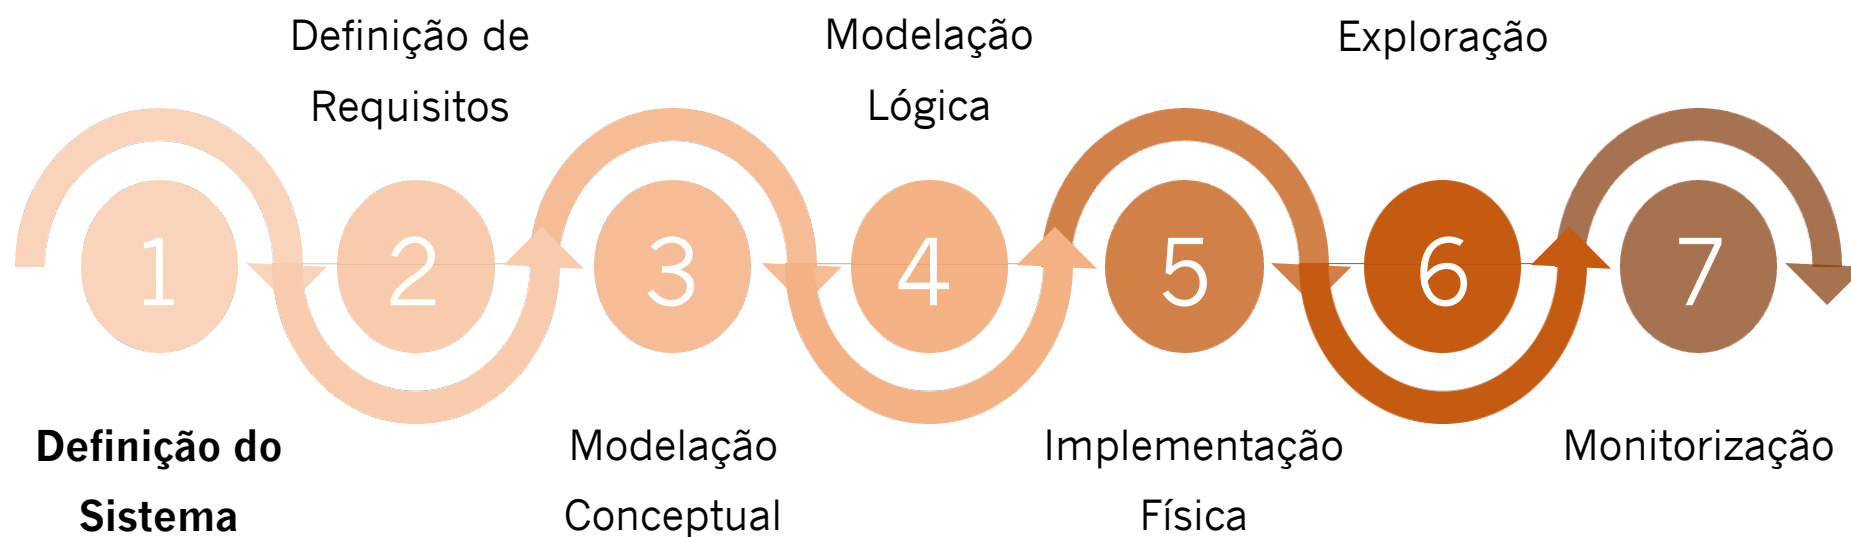 Definição de
Requisitos
Modelação
Lógica
Exploração
1
2
3
4
5
6
7
Definição do
Sistema
Modelação
Conceptual
Implementação
Física
Monitorização